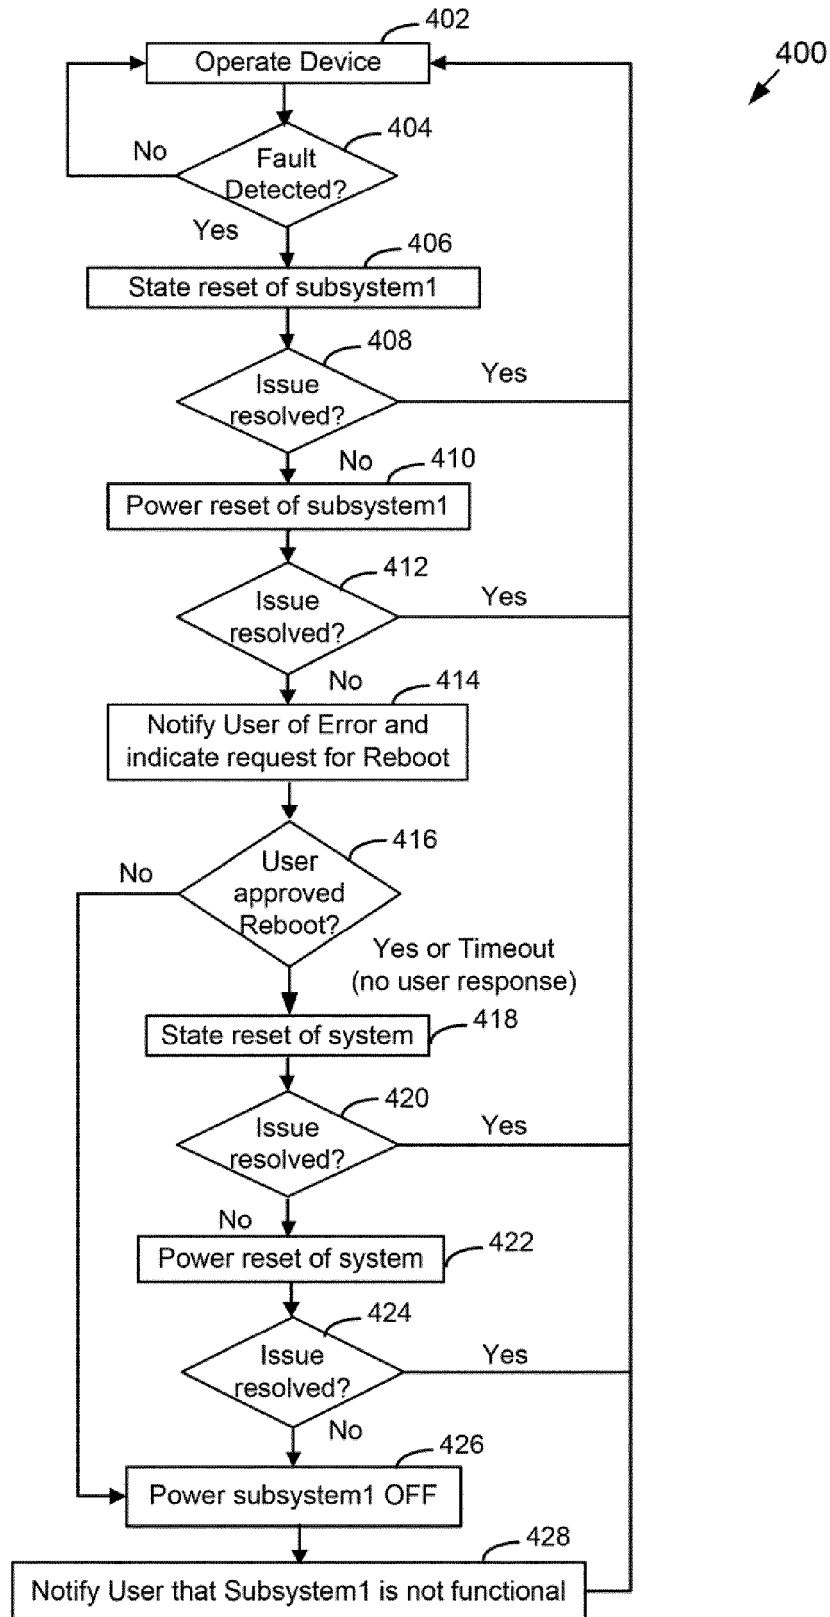 402
Operate Device
400
404
No
Fault
Detected?
Yes
406
State reset of subsystem1
408
Issue
resolved?
Yes
No
410
Power reset of subsystem1
412
Issue
resolved?
Yes
No
414
Notify User of Error and
indicate request for Reboot
416
No
User
approved
Reboot?
Yes or Timeout
(no user response)
State reset of system
418
420
Issue
resolved?
Yes
No
Power reset of system
422
424
Issue
resolved?
Yes
No
426
Power subsystem1 OFF
428
Notify User that Subsystem1 is not functional